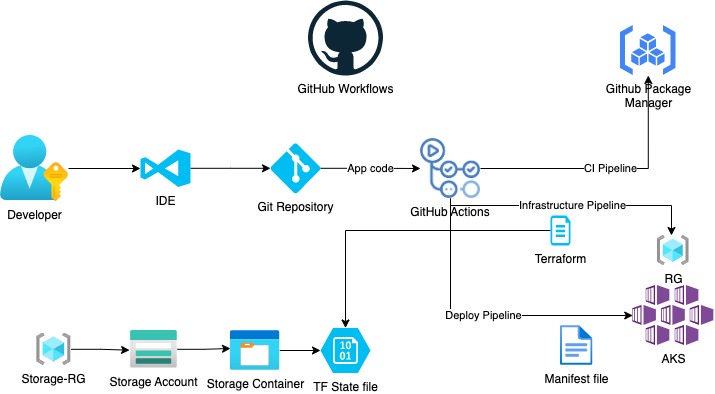 GitHub Workflows
Github Package
Manager
App code
CI Pipeline
Developer
IDE
Git Repository
GitHub Actions
Infrastructure Pipeline
Terraform
RG
Deploy Pipeline
AKS
10
01
Storage-RG
Storage Account
Storage Container
TF State file
Manifest file